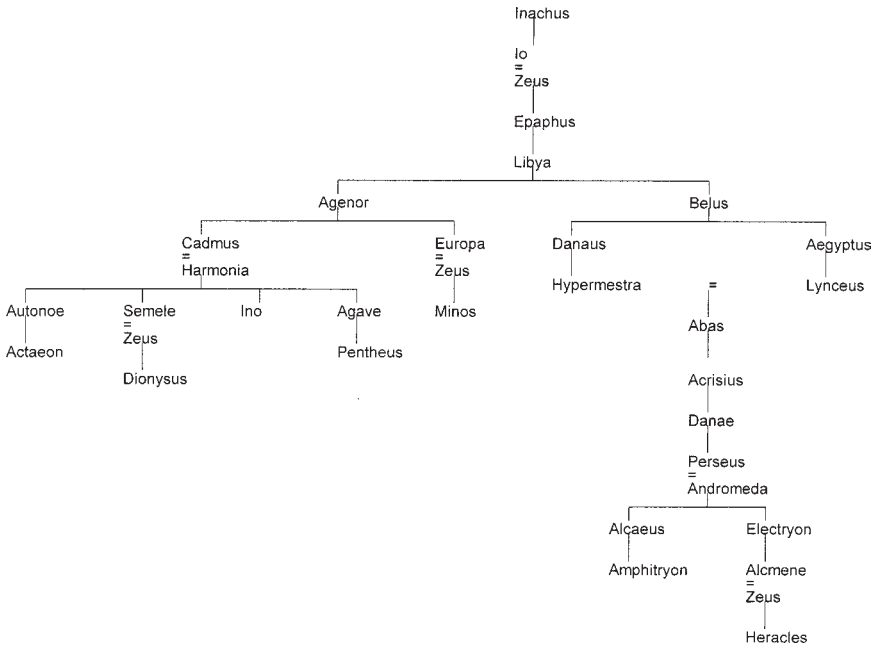 Inachus
Io
=
Zeus
Epaphus
Libya
Agenor Belus
Cadmus Europa Danaus Aegyptus
= =
Harmonia Zeus
Hypermestra = Lynceus
Autonoe Semele Ino Agave Minos
=
Zeus
Abas
Actaeon Pentheus
Dionysus
Acrisius
Danae
Perseus
=
Andromeda
Alcaeus Electryon
Amphitryon Alcmene
=
Zeus
Heracles